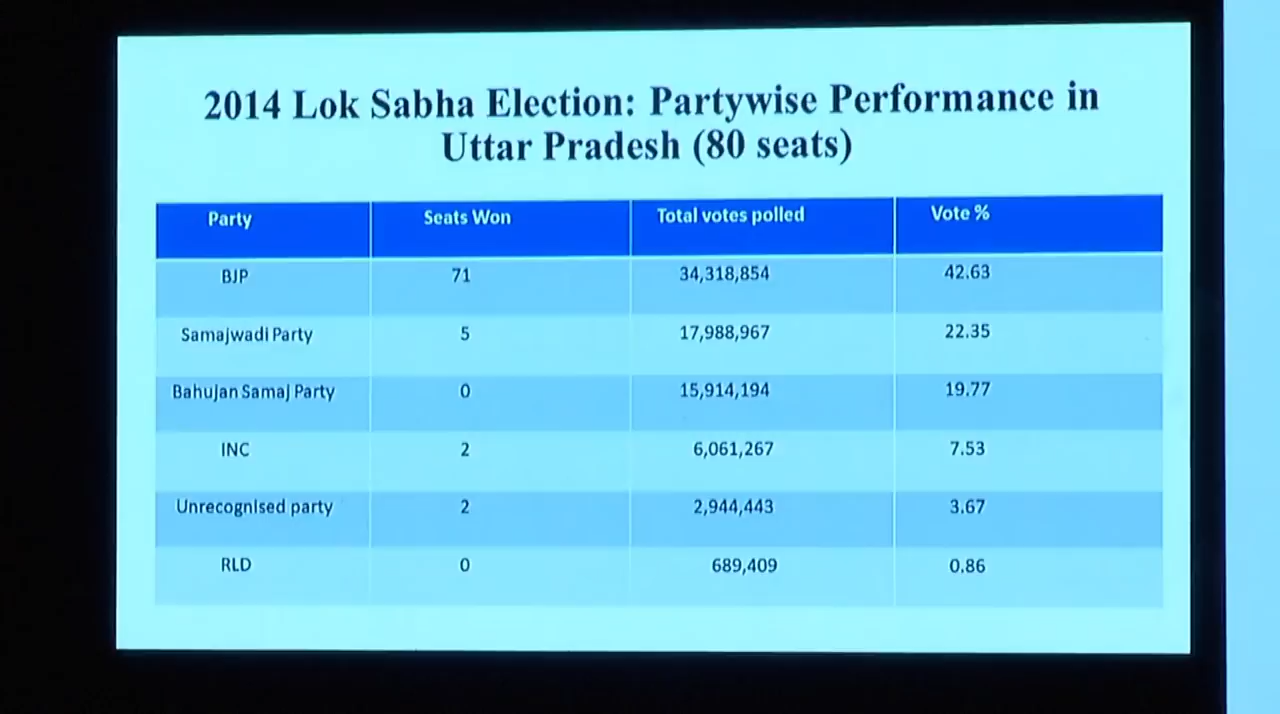 2014 Lok Sabha Election: Partywise Performance in
Uttar Pradesh (80 seats)
Party Seats Won Total votes polled Vote %
BJP 71 34,318,854 42.63
Samajwadi Party 5 17,988,967 22.35
Bahujan Samaj Party 0 15,914,194 19.77
INC 2 6,061,267 7.53
Unrecognised party 2 2,944,443 3.67
RLD 0 689,409 0.86